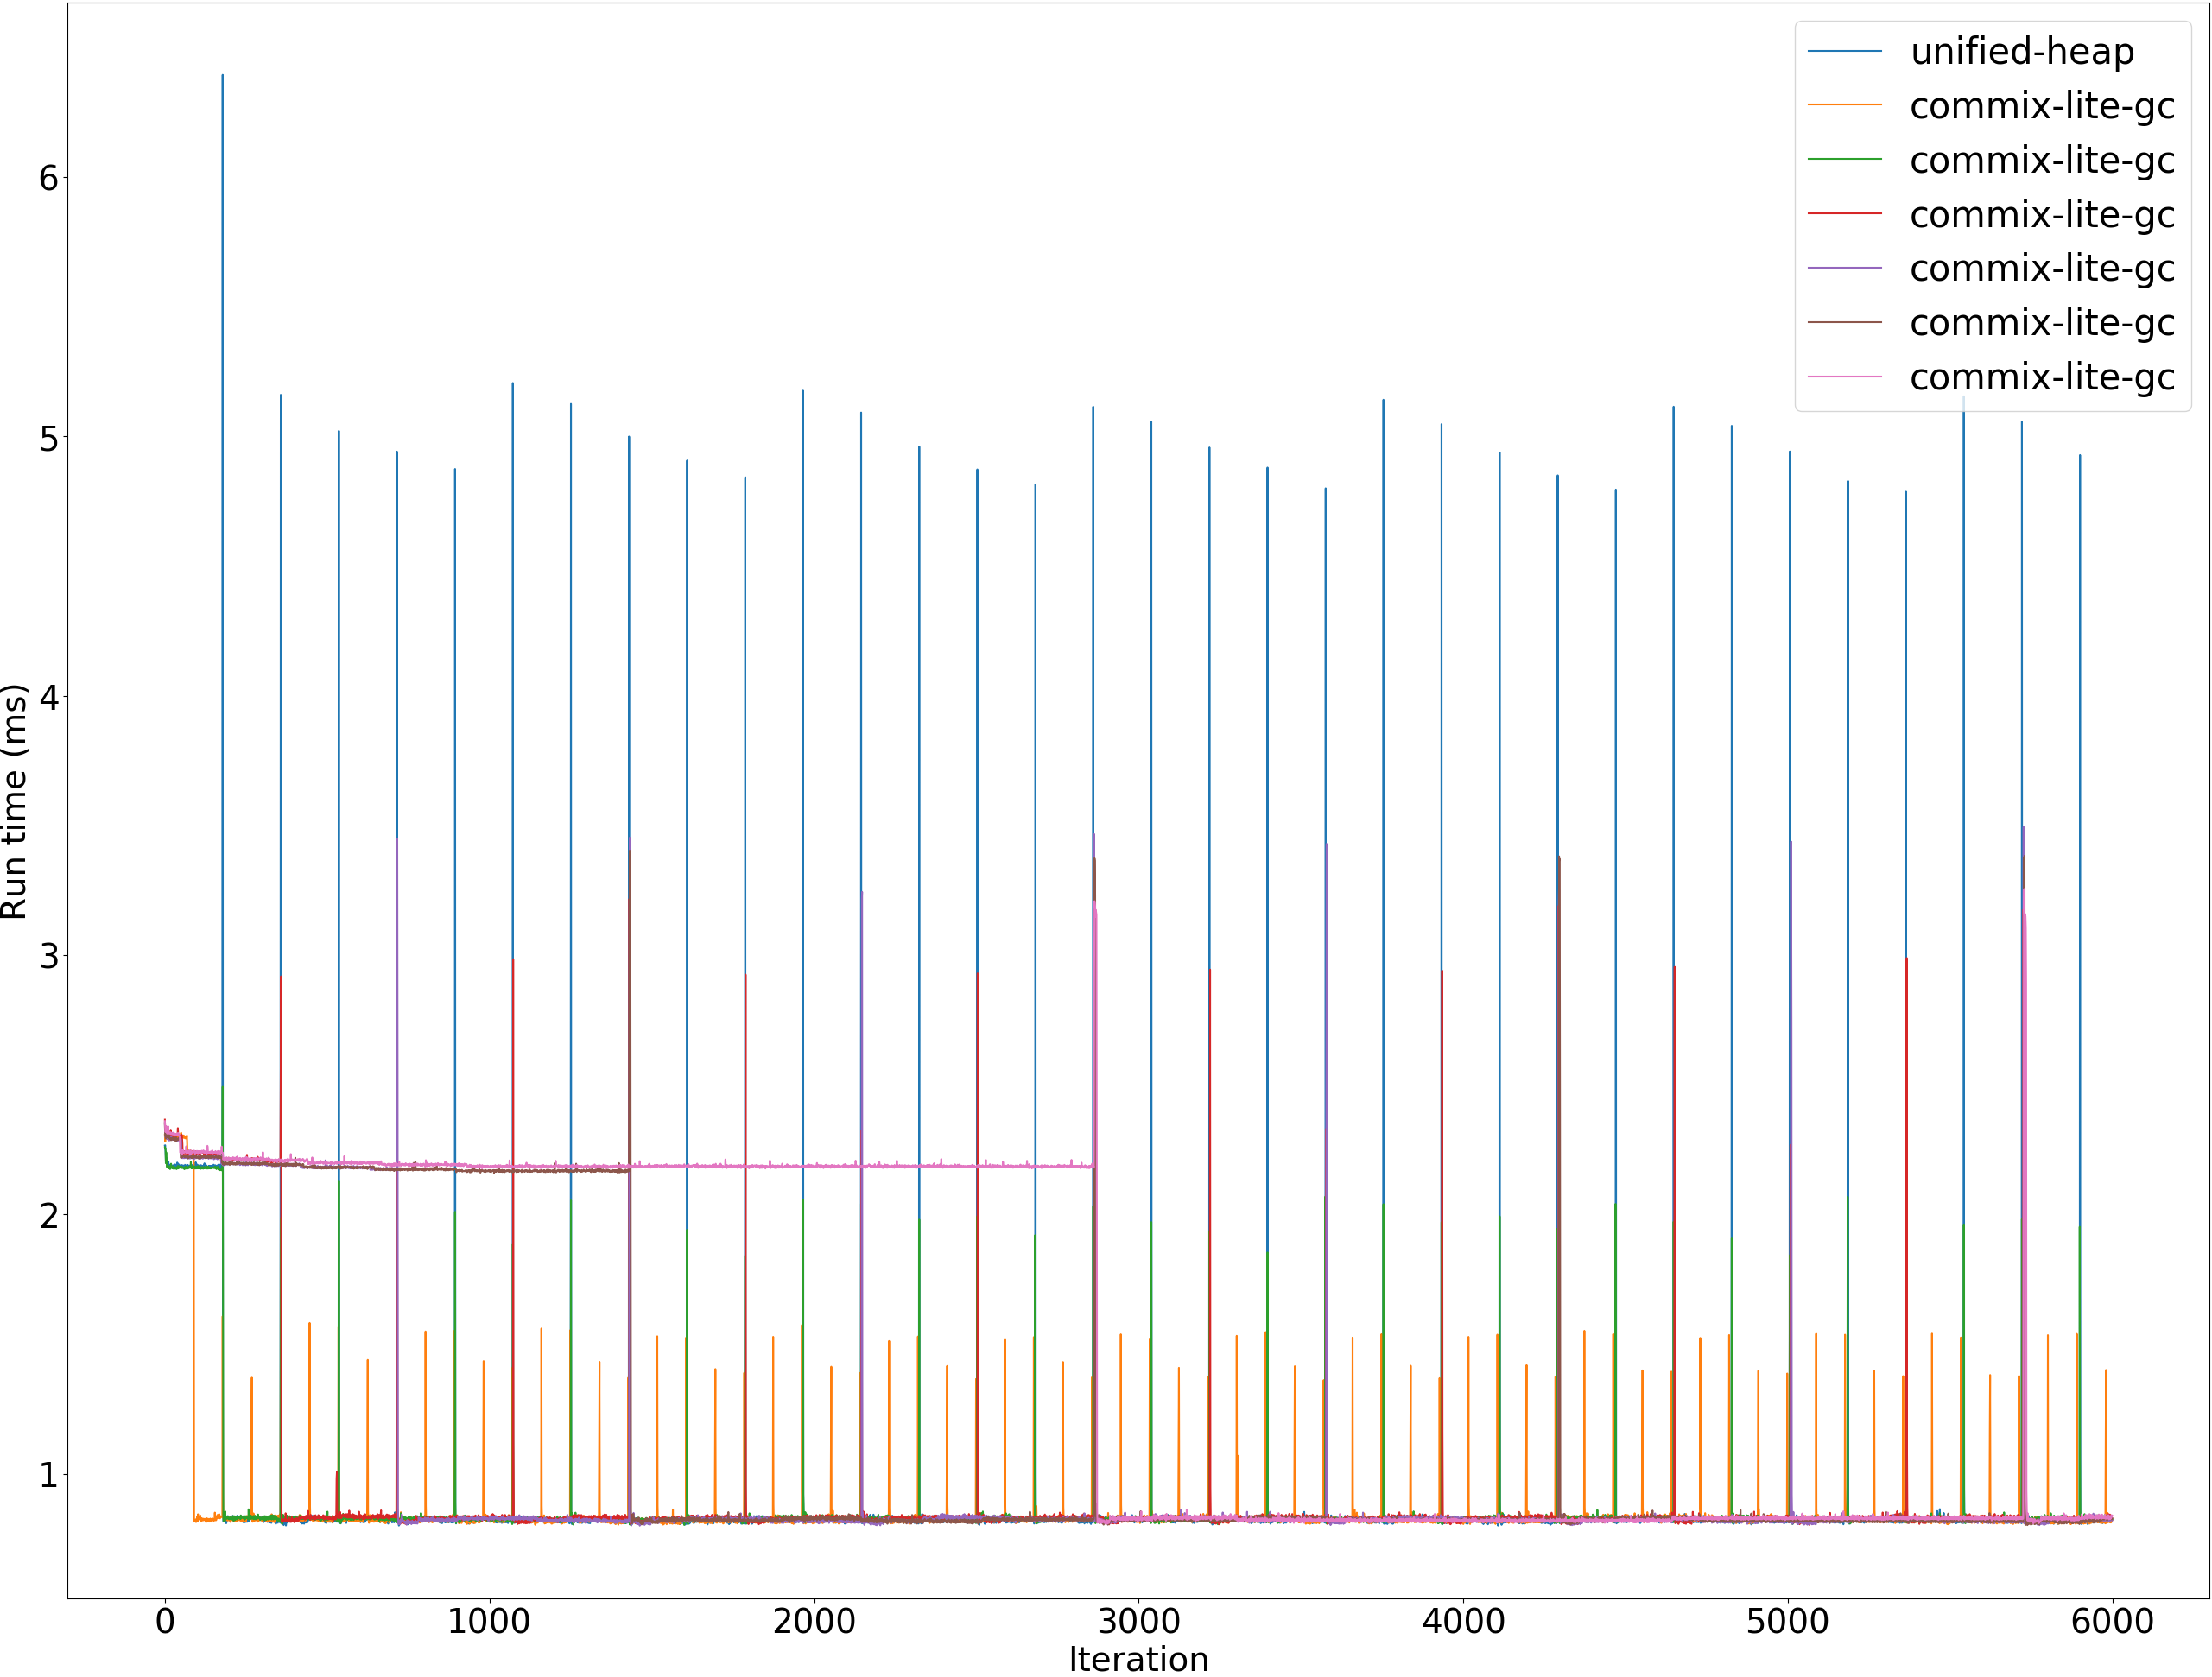 unified-heap
commix-lite-gc
commix-lite-gc
commix-lite-gc
commix-lite-gc
commix-lite-gc
commix-lite-gc
6
5
4
3
2
1
Run time (ms)
0 1000 2000 3000 4000 5000 6000
Iteration